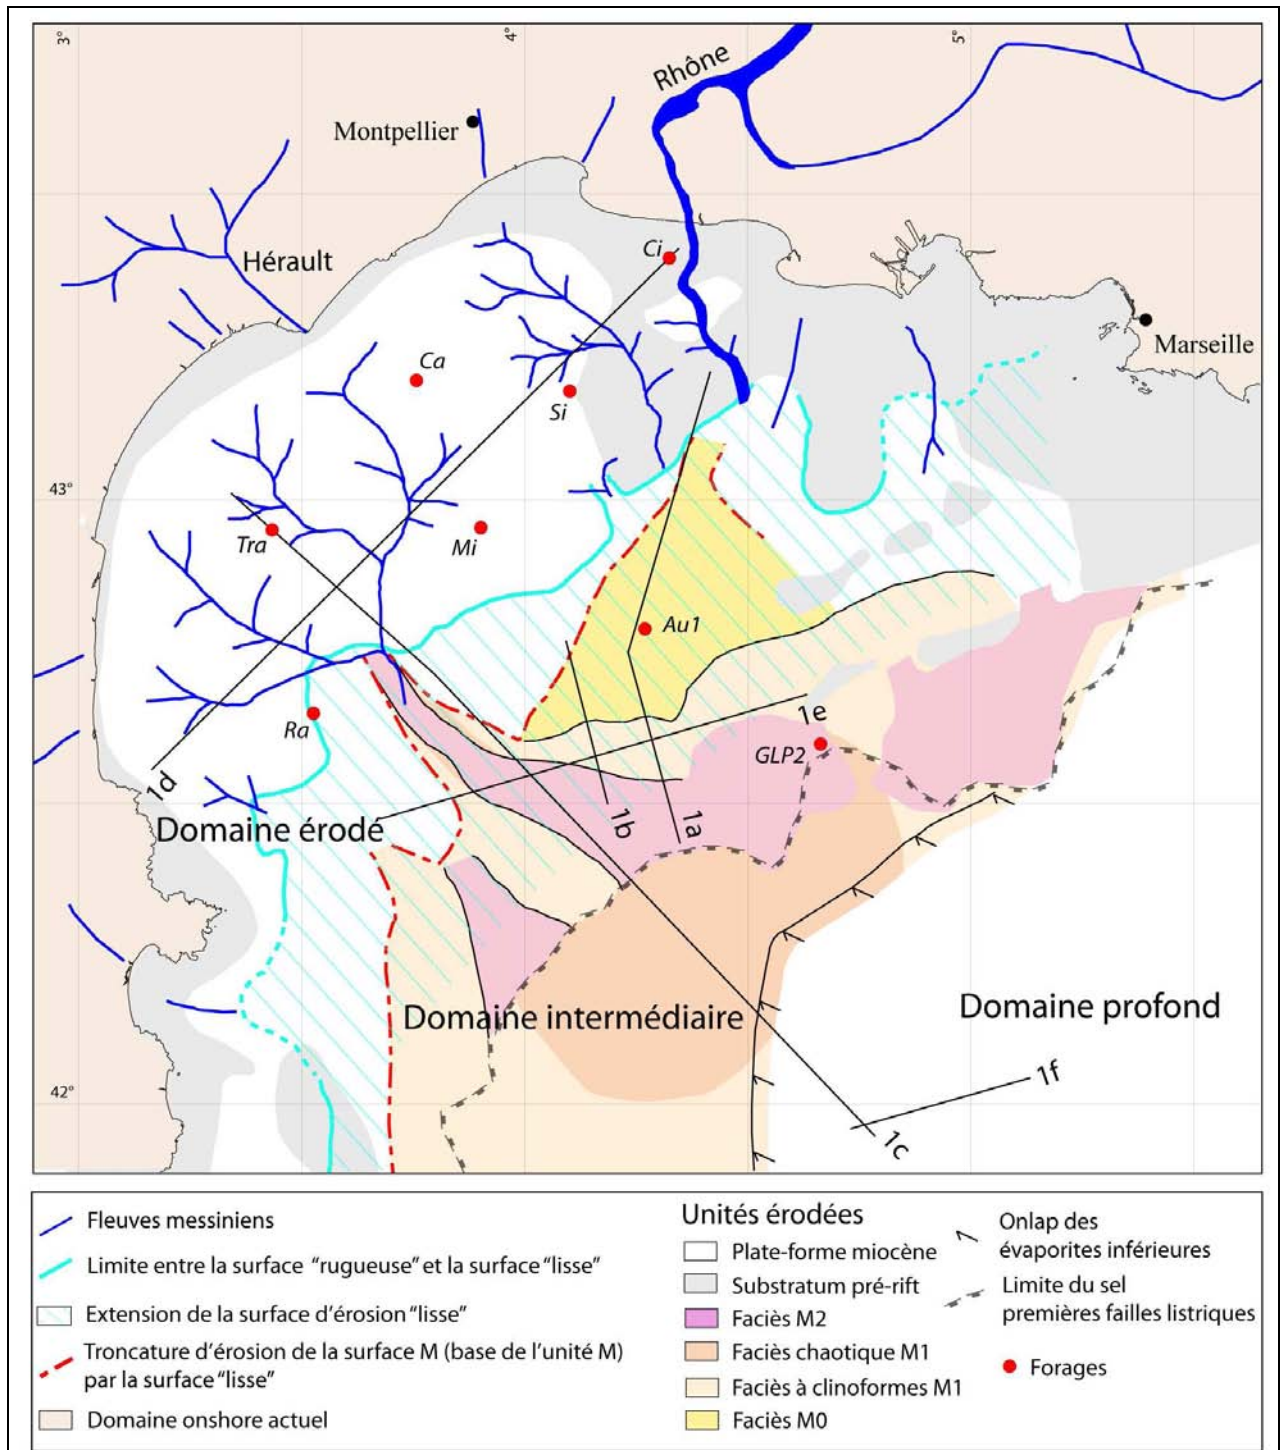 3°
4°
5°
Rhône
Montpellier
Hérault
Ci
Marseille
Ca
Si
43°
Tra
Mi
Au1
Ra
1e
GLP2
1d
1b
1a
Domaine érodé
Domaine intermédiaire
Domaine profond
42°
1f
1c
Fleuves messiniens
Limite entre la surface "rugueuse" et la surface "lisse"
Extension de la surface d'érosion "lisse"
Troncature d'érosion de la surface M (base de l'unité M)
par la surface "lisse"
Domaine onshore actuel
Unités érodées
Plate-forme miocène
Substratum pré-rift
Faciès M2
Faciès chaotique M1
Faciès à clinoformes M1
Faciès M0
Onlap des
évaporites inférieures
Limite du sel
premières failles listriques
Forages